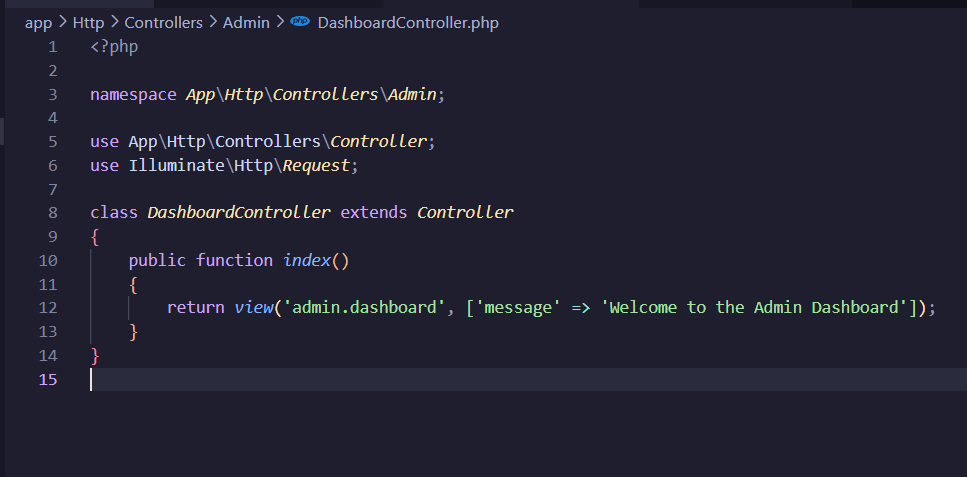 app > Http > Controllers > Admin > php DashboardController.php
1 <?php
2
3 namespace App\Http\Controllers\Admin;
4
5 use App\Http\Controllers\Controller;
6 use Illuminate\Http\Request;
7
8 class DashboardController extends Controller
9 {
10     public function index()
11     {
12         return view('admin.dashboard', ['message' => 'Welcome to the Admin Dashboard']);
13     }
14 }
15